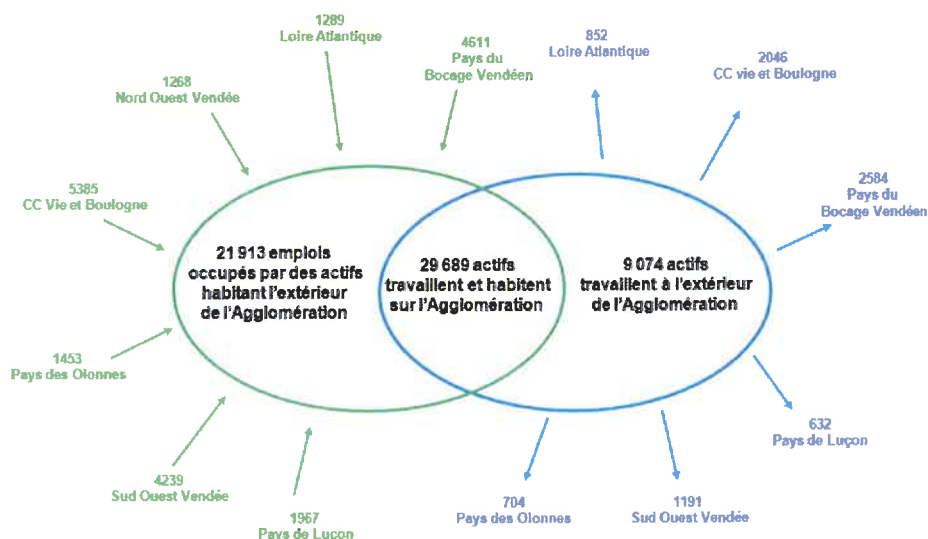 1289
Loire Atlantique
4611
Pays du
Bocage Vendéen
852
Loire Atlantique
2046
CC vie et Boulogne
1268
Nord Ouest Vendée
5385
CC Vie et Boulogne
2584
Pays du
Bocage Vendéen
21 913 emplois
occupés par des actifs
habitant l'extérieur
de l'Agglomération
29 689 actifs
travaillent et habitent
sur l'Agglomération
9 074 actifs
travaillent à l'extérieur
de l'Agglomération
1453
Pays des Olonnes
632
Pays de Luçon
4239
Sud Ouest Vendée
1967
Pays de Luçon
704
Pays des Olonnes
1191
Sud Ouest Vendée